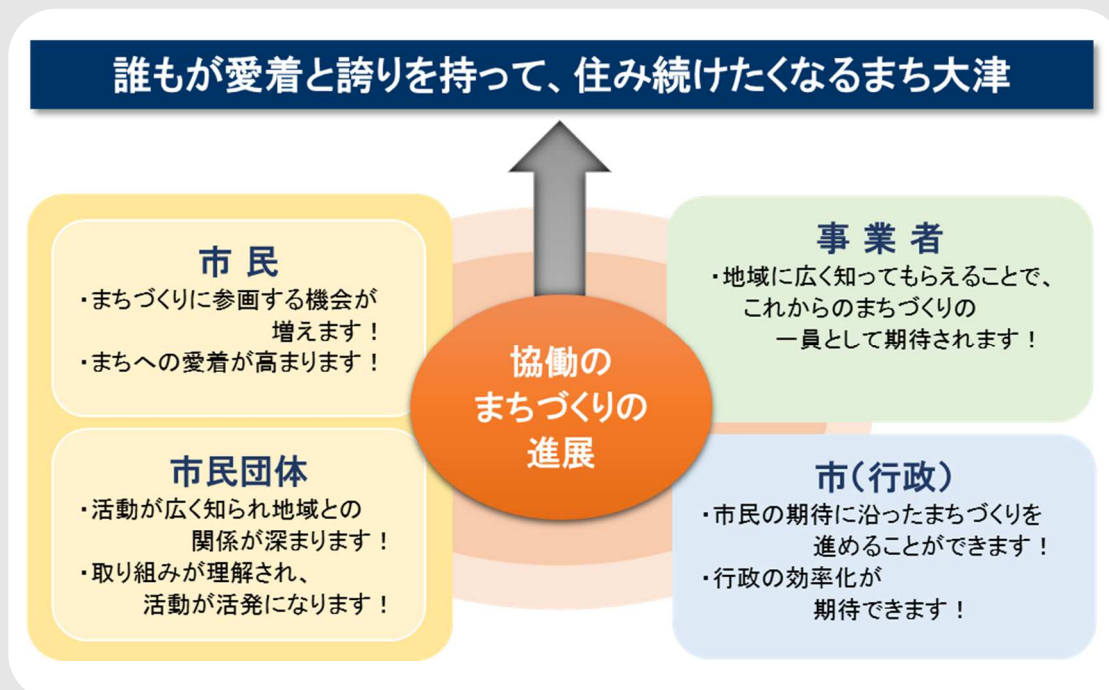 誰もが愛着と誇りを持って、住み続けたくなるまち大津
市 民
・まちづくりに参画する機会が
増えます！
・まちへの愛着が高まります！
市民団体
・活動が広く知られ地域との
関係が深まります！
・取り組みが理解され、
活動が活発になります！
協働の
まちづくりの
進展
事 業 者
・地域に広く知ってもらえることで、
これからのまちづくりの
一員として期待されます！
市（行政）
・市民の期待に沿ったまちづくりを
進めることができます！
・行政の効率化が
期待できます！